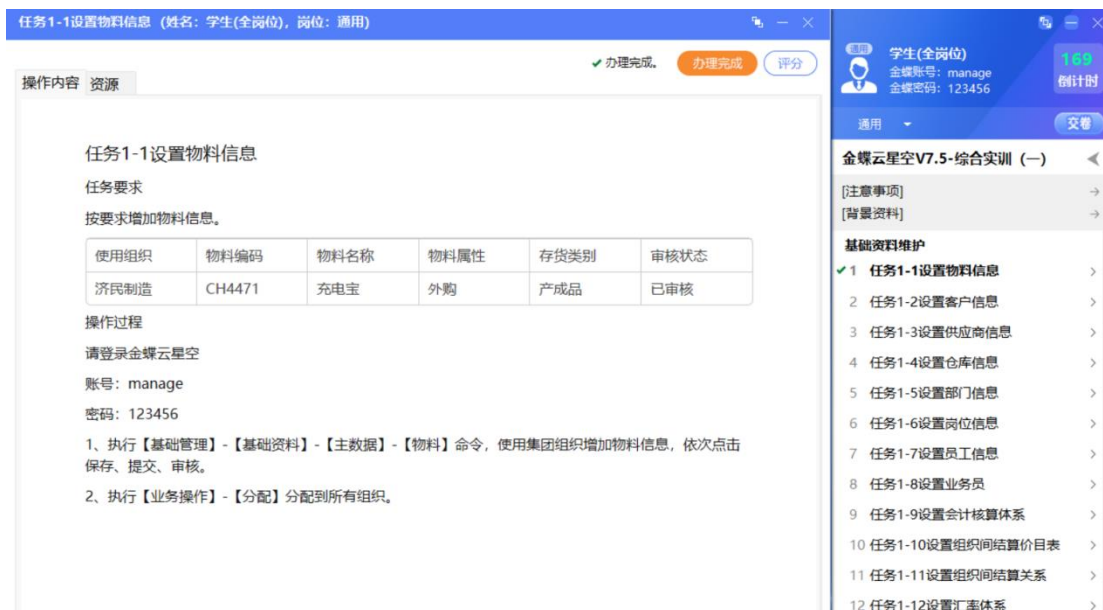 任务1-1设置物料信息（姓名：学生(全岗位)，岗位：通用）
办理完成。 办理完成 评分
操作内容 资源
任务1-1设置物料信息
任务要求
按要求增加物料信息。
使用组织 物料编码 物料名称 物料属性 存货类别 审核状态
济民制造 CH4471 充电宝 外购 产成品 已审核
操作过程
请登录金蝶云星空
账号：manage
密码：123456
1、执行【基础管理】-【基础资料】-【主数据】-【物料】命令，使用集团组织增加物料信息，依次点击
保存、提交、审核。
2、执行【业务操作】-【分配】分配到所有组织。
通用
学生(全岗位)
金蝶账号：manage
金蝶密码：123456
169
倒计时
通用
交卷
金蝶云星空V7.5-综合实训（一）
[注意事项]
[背景资料]
基础资料维护
1 任务1-1设置物料信息
2 任务1-2设置客户信息
3 任务1-3设置供应商信息
4 任务1-4设置仓库信息
5 任务1-5设置部门信息
6 任务1-6设置岗位信息
7 任务1-7设置员工信息
8 任务1-8设置业务员
9 任务1-9设置会计核算体系
10 任务1-10设置组织间结算价目表
11 任务1-11设置组织间结算关系
12 任务1-12设置汇率体系